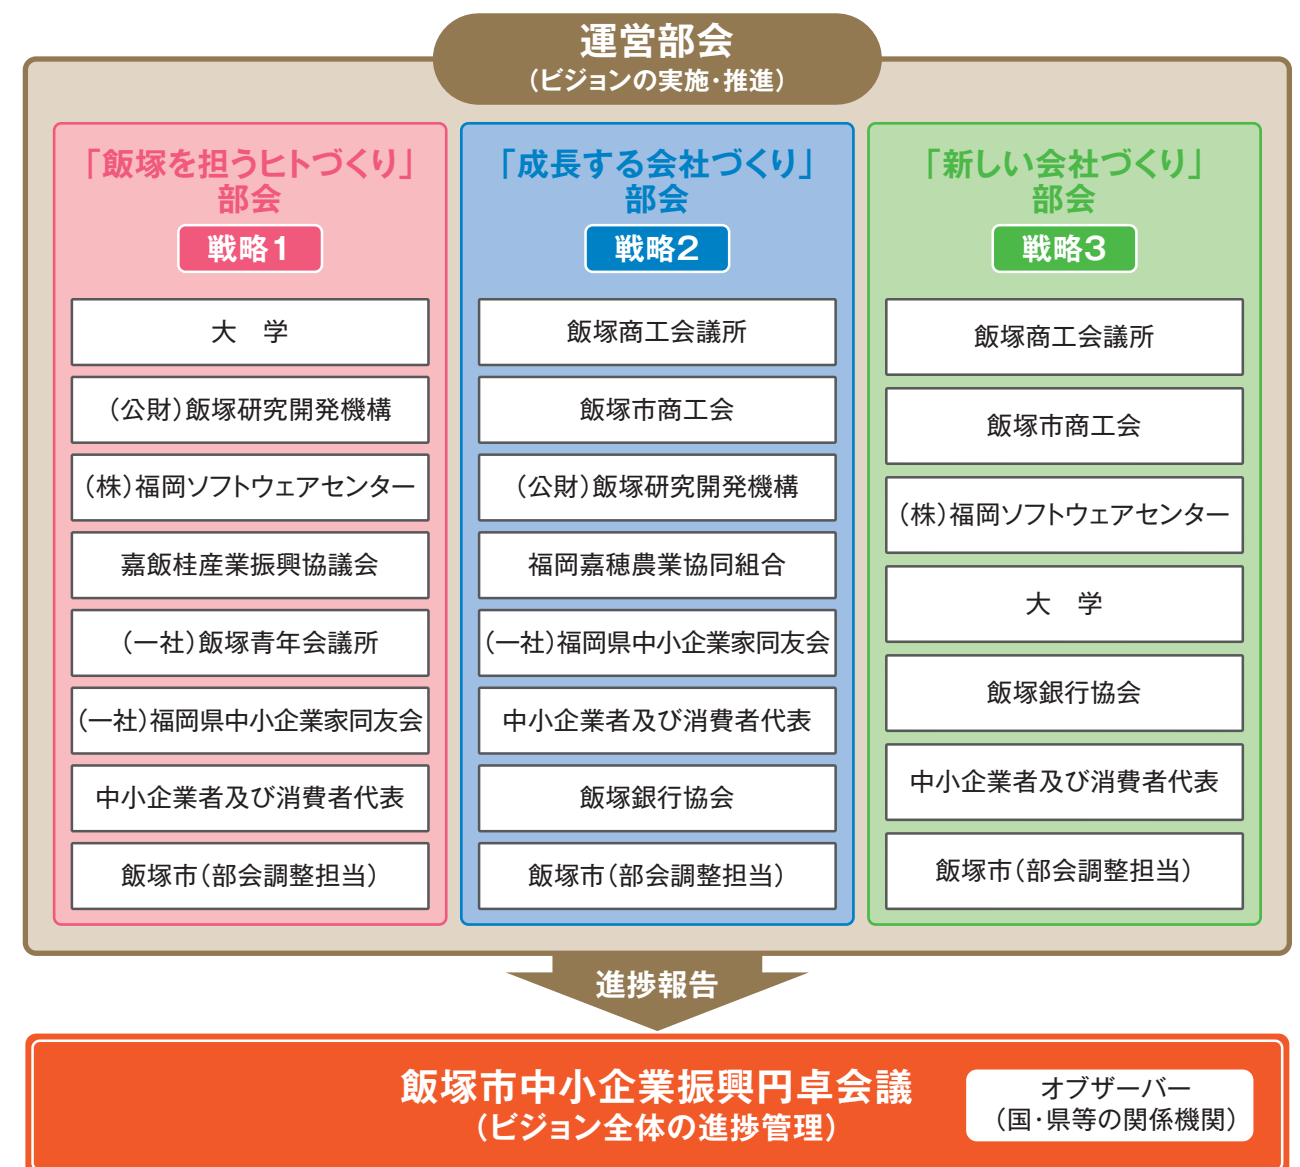 運営部会
（ビジョンの実施・推進）
「飯塚を担うヒトづくり」
部会
戦略1
大　学
（公財）飯塚研究開発機構
（株）福岡ソフトウェアセンター
嘉飯桂産業振興協議会
（一社）飯塚青年会議所
（一社）福岡県中小企業家同友会
中小企業者及び消費者代表
飯塚市（部会調整担当）
「成長する会社づくり」
部会
戦略2
飯塚商工会議所
飯塚市商工会
（公財）飯塚研究開発機構
福岡嘉穂農業協同組合
（一社）福岡県中小企業家同友会
中小企業者及び消費者代表
飯塚銀行協会
飯塚市（部会調整担当）
「新しい会社づくり」
部会
戦略3
飯塚商工会議所
飯塚市商工会
（株）福岡ソフトウェアセンター
大　学
飯塚銀行協会
中小企業者及び消費者代表
飯塚市（部会調整担当）
進捗報告
飯塚市中小企業振興円卓会議
（ビジョン全体の進捗管理）
オブザーバー
（国・県等の関係機関）